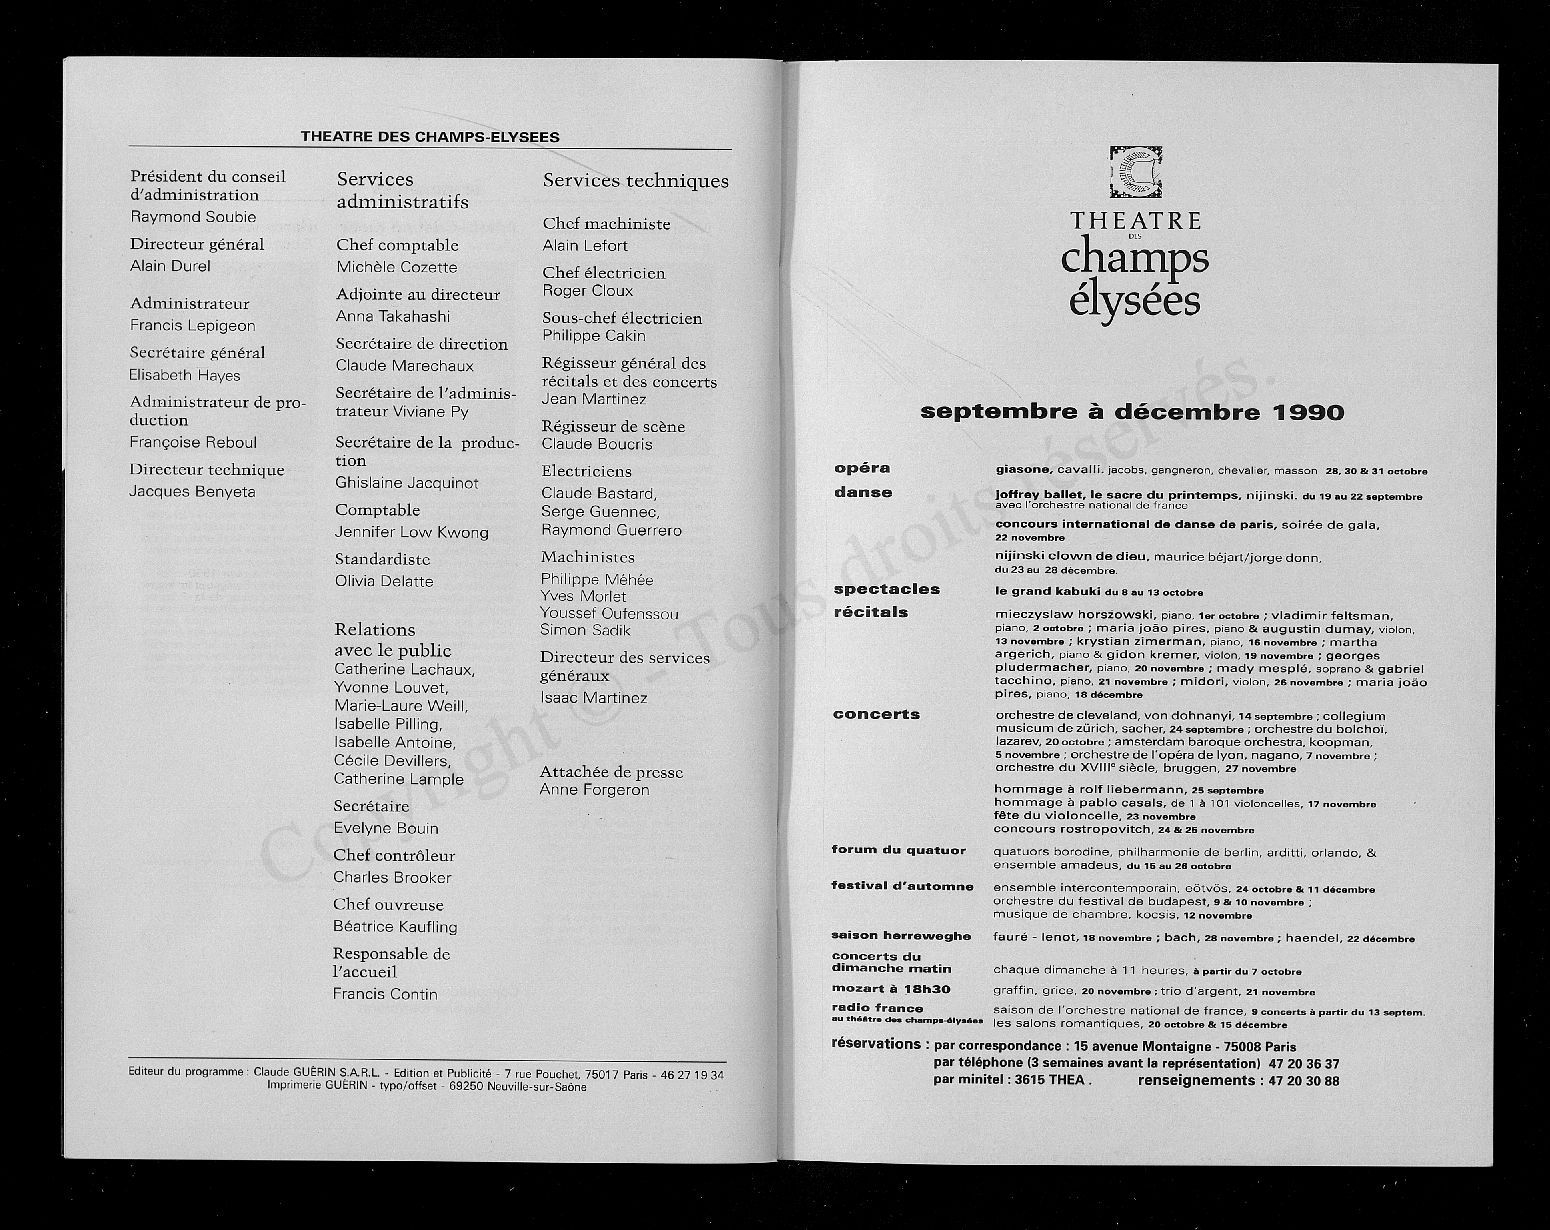 THEATRE DES CHAMPS-ELYSEES
Président du conseil
d'administration
Raymond Soubie
Directeur général
Alain Durel
Administrateur
Francis Lepigeon
Secrétaire général
Elisabeth Hayes
Administrateur de pro-
duction
Françoise Reboul
Directeur technique
Jacques Benyeta
Services
administratifs
Chef comptable
Michèle Cozette
Adjointe au directeur
Anna Takahashi
Secrétaire de direction
Claude Marechaux
Secrétaire de l'adminis-
trateur Viviane Py
Secrétaire de la produc-
tion
Ghislaine Jacquinot
Comptable
Jennifer Low Kwong
Standardiste
Olivia Delatte
Relations
avec le public
Catherine Lachaux,
Yvonne Louvet,
Marie-Laure Weill,
Isabelle Pilling,
Isabelle Antoine,
Cécile Devillers,
Catherine Lample
Secrétaire
Evelyne Bouin
Chef contrôleur
Charles Brooker
Chef ouvreuse
Béatrice Kaufling
Responsable de
l'accueil
Francis Contin
Services techniques
Chef machiniste
Alain Lefort
Chef électricien
Roger Cloux
Sous-chef électricien
Philippe Cakin
Régisseur général des
récitals et des concerts
Jean Martinez
Régisseur de scène
Claude Boucris
Electriciens
Claude Bastard,
Serge Guennec,
Raymond Guerrero
Machinistes
Philippe Méhée
Yves Morlet
Youssef Oufenssou
Simon Sadik
Directeur des services
généraux
Isaac Martinez
Attachée de presse
Anne Forgeron
Editeur du programme : Claude GUÉRIN S.A.R.L. - Edition et Publicité - 7 rue Pouchet, 75017 Paris - 46 27 19 34
Imprimerie GUÉRIN - typo/offset - 69250 Neuville-sur-Saône
THEATRE
DES
champs
élysées
septembre à décembre 1990
opéra giasone, cavalli. jacobs, gangneron, chevalier, masson 28, 30 & 31 octobre
danse joffrey ballet, le sacre du printemps, nijinski. du 19 au 22 septembre
avec l'orchestre national de france
concours international de danse de paris, soirée de gala,
22 novembre
nijinski clown de dieu, maurice béjart/jorge donn,
du 23 au 28 décembre.
spectacles le grand kabuki du 8 au 13 octobre
récitals mieczyslaw horszowski, piano, 1er octobre ; vladimir feltsman,
piano, 2 octobre ; maria joão pires, piano & augustin dumay, violon,
13 novembre ; krystian zimerman, piano, 16 novembre ; martha
argerich, piano & gidon kremer, violon, 19 novembre ; georges
pludermacher, piano, 20 novembre ; mady mesplé, soprano & gabriel
tacchino, piano, 21 novembre ; midori, violon, 26 novembre ; maria joão
pires, piano, 18 décembre
concerts orchestre de cleveland, von dohnanyi, 14 septembre ; collegium
musicum de zürich, sacher, 24 septembre ; orchestre du bolchoï,
lazarev, 20 octobre ; amsterdam baroque orchestra, koopman,
5 novembre ; orchestre de l'opéra de lyon, nagano, 7 novembre ;
orchestre du XVIIIe siècle, bruggen, 27 novembre
hommage à rolf liebermann, 25 septembre
hommage à pablo casals, de 1 à 101 violoncelles, 17 novembre
fête du violoncelle, 23 novembre
concours rostropovitch, 24 & 25 novembre
forum du quatuor quatuors borodine, philharmonie de berlin, arditti, orlando, &
ensemble amadeus, du 15 au 26 octobre
festival d'automne ensemble intercontemporain, eötvös, 24 octobre & 11 décembre
orchestre du festival de budapest, 9 & 10 novembre ;
musique de chambre, kocsis, 12 novembre
saison herreweghe fauré - lenot, 18 novembre ; bach, 28 novembre ; haendel, 22 décembre
concerts du
dimanche matin chaque dimanche à 11 heures, à partir du 7 octobre
mozart à 18h30 graffin, grice, 20 novembre ; trio d'argent, 21 novembre
radio france saison de l'orchestre national de france, 9 concerts à partir du 13 septem.
au théâtre des champs-élysées les salons romantiques, 20 octobre & 15 décembre
réservations : par correspondance : 15 avenue Montaigne - 75008 Paris
par téléphone (3 semaines avant la représentation) 47 20 36 37
par minitel : 3615 THEA . renseignements : 47 20 30 88
Copyright © Tous droits réservés.